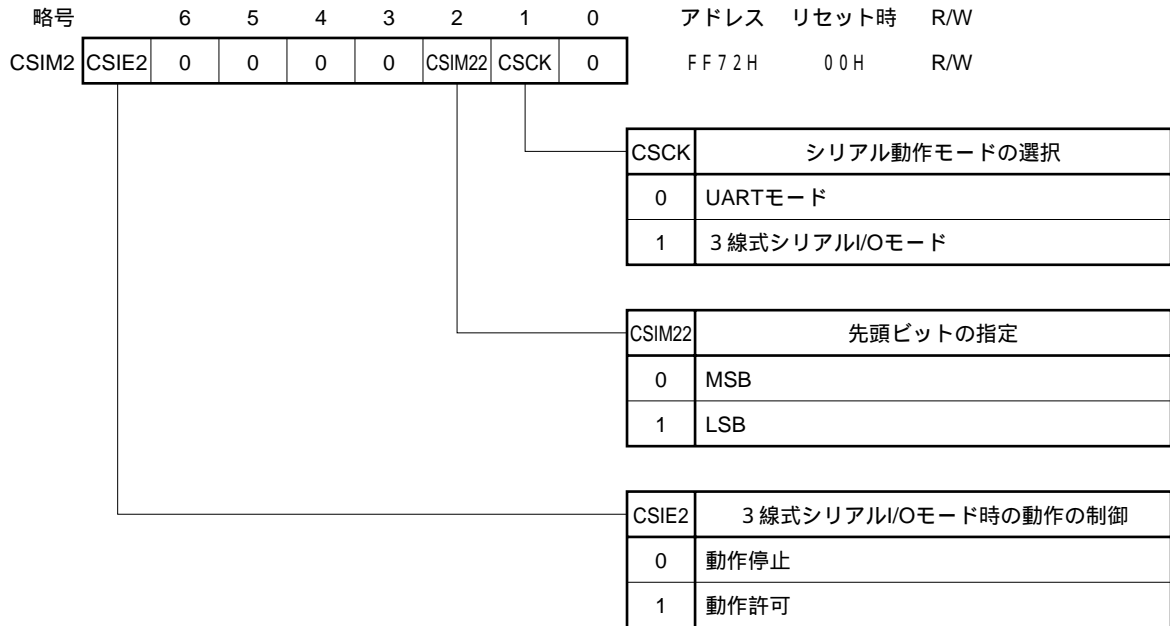 略号 6 5 4 3 2 1 0 アドレス リセット時 R/W
CSIM2 CSIE2 0 0 0 0 CSIM22 CSCK 0 FF72H 00H R/W
CSCK シリアル動作モードの選択
0 UARTモード
1 3線式シリアルI/Oモード
CSIM22 先頭ビットの指定
0 MSB
1 LSB
CSIE2 3線式シリアルI/Oモード時の動作の制御
0 動作停止
1 動作許可